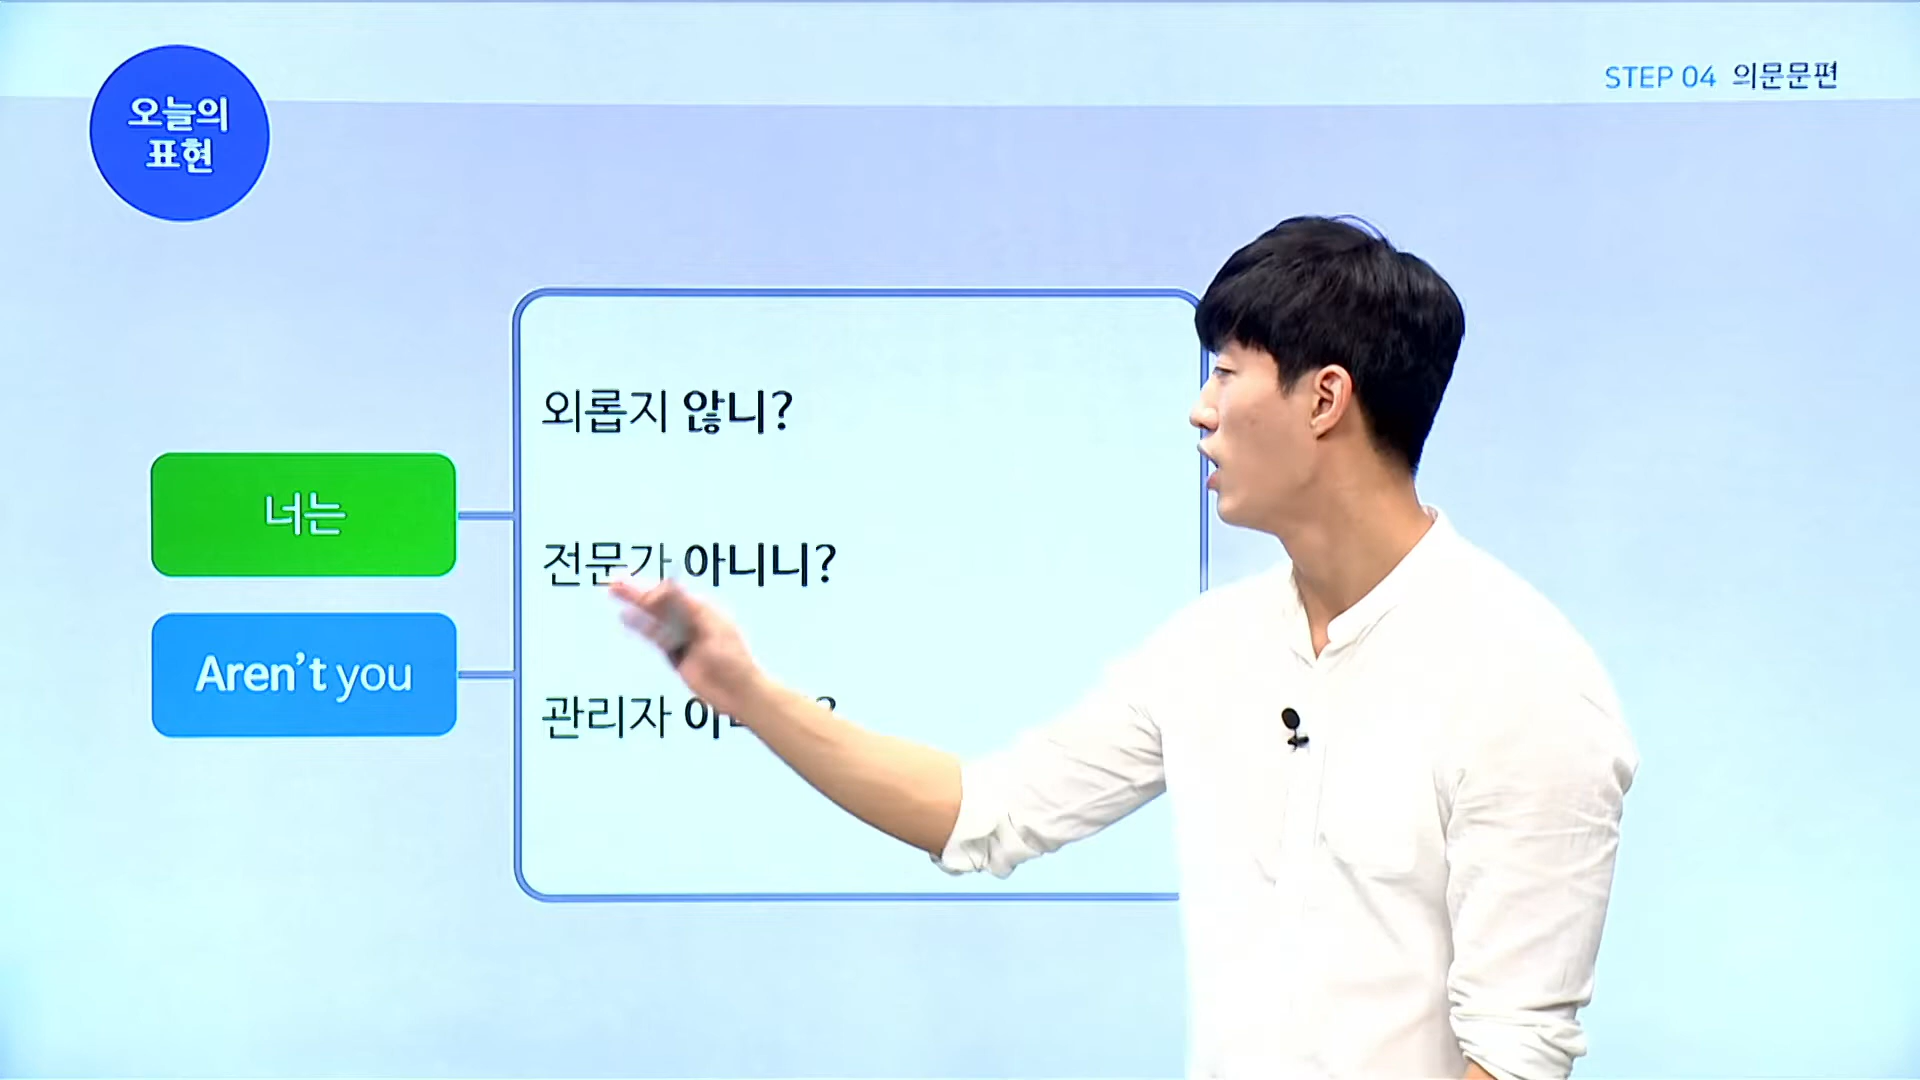 오늘의
표현
STEP 04 의문문편
너는
Aren't you
외롭지 않니?
전문가 아니니?
관리자